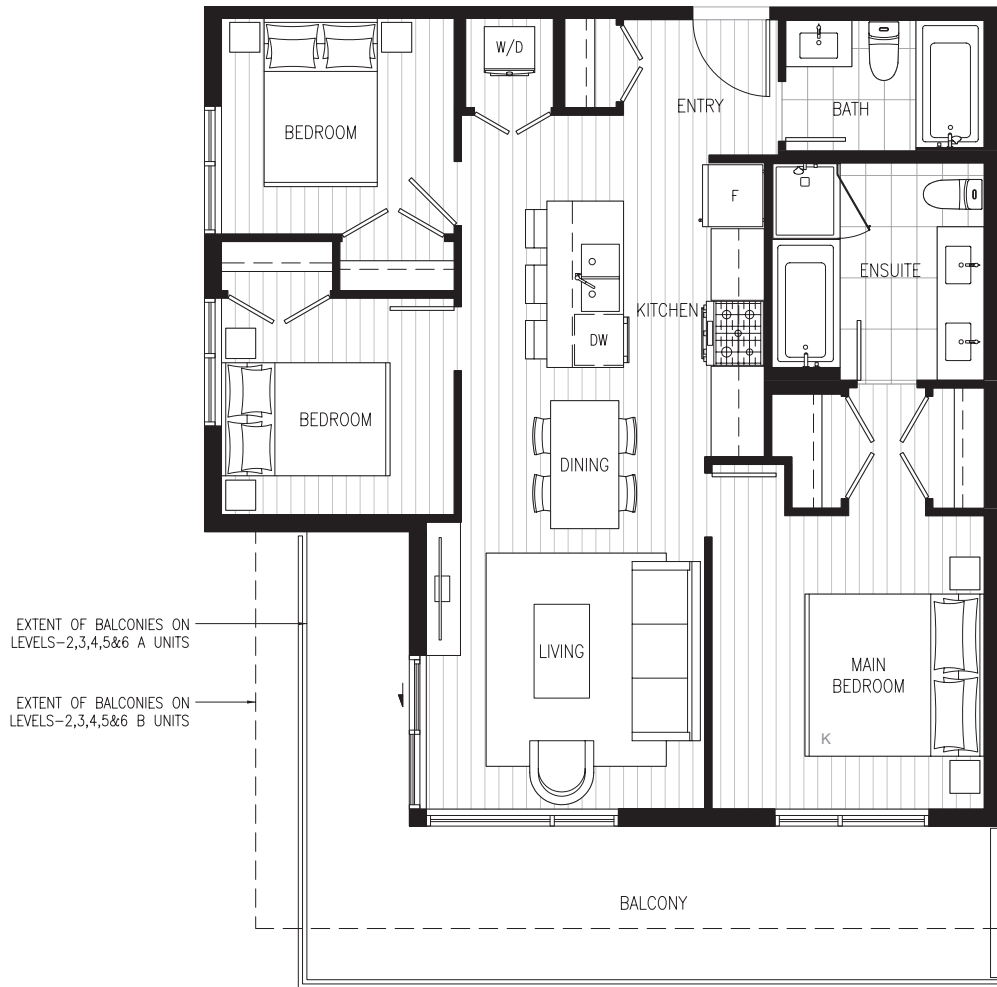 W/D
ENTRY
BATH
BEDROOM
F
ENSUITE
KITCHEN
DW
BEDROOM
DINING
EXTENT OF BALCONIES ON
LEVELS-2,3,4,5&6 A UNITS
LIVING
MAIN
BEDROOM
EXTENT OF BALCONIES ON
LEVELS-2,3,4,5&6 B UNITS
K
BALCONY